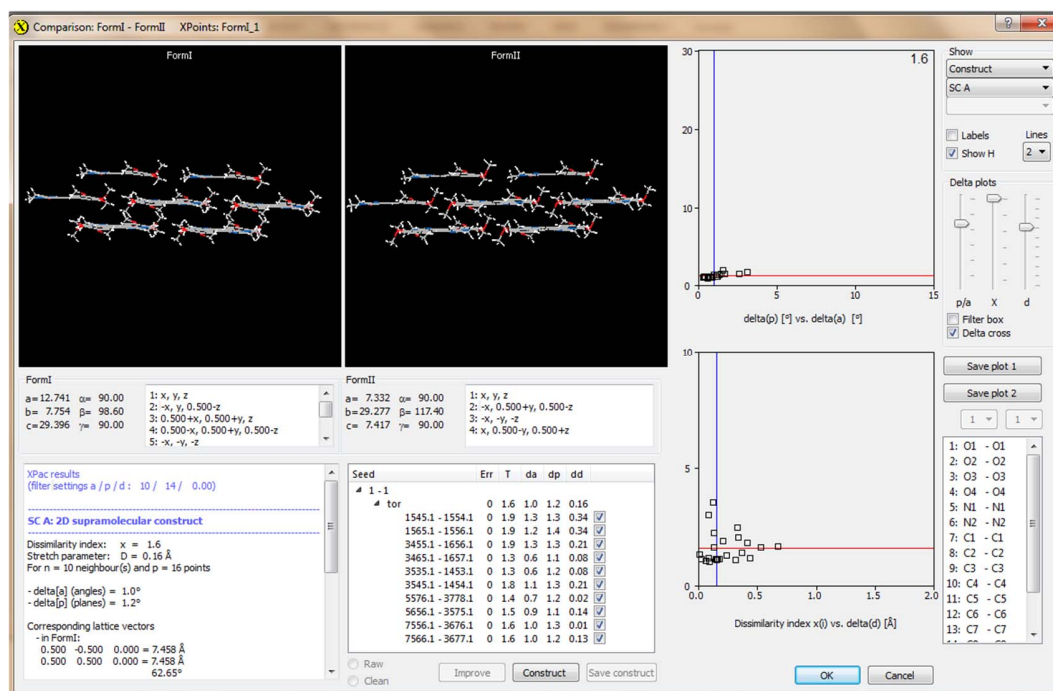 Comparison: FormI - FormII XPoints: FormI_1
FormI
FormII
1.6
30
20
10
0
0
5
10
15
delta(p) [°] vs. delta(a) [°]
Show
Construct
SC A
Labels
Lines
Show H
2
Delta plots
p/a X d
Filter box
Delta cross
FormI
a=12.741 α= 90.00
b= 7.754 β= 98.60
c=29.396 γ= 90.00
1: x, y, z
2: -x, y, 0.500-z
3: 0.500+x, 0.500+y, z
4: 0.500-x, 0.500+y, 0.500-z
5: -x, -y, -z
FormII
a= 7.332 α= 90.00
b=29.277 β= 117.40
c= 7.417 γ= 90.00
1: x, y, z
2: -x, 0.500+y, 0.500-z
3: -x, -y, -z
4: x, 0.500-y, 0.500+z
10
5
0
0.0
0.5
1.0
1.5
2.0
Dissimilarity index x(i) vs. delta(d) [Å]
Save plot 1
Save plot 2
1
1
1: O1 - O1
2: O2 - O2
3: O3 - O3
4: O4 - O4
5: N1 - N1
6: N2 - N2
7: C1 - C1
8: C2 - C2
9: C3 - C3
10: C4 - C4
11: C5 - C5
12: C6 - C6
13: C7 - C7
XPac results
(filter settings a / p / d : 10 / 14 / 0.00)
SC A: 2D supramolecular construct
Dissimilarity index: x = 1.6
Stretch parameter: D = 0.16 Å
For n = 10 neighbour(s) and p = 16 points
- delta[a] (angles) = 1.0°
- delta[p] (planes) = 1.2°
Corresponding lattice vectors
- in FormI:
0.500 -0.500 0.000 = 7.458 Å
0.500 0.500 0.000 = 7.458 Å
62.65°
Seed Err T da dp dd
1 - 1
tor 0 1.6 1.0 1.2 0.16
1545.1 - 1554.1 0 1.9 1.3 1.3 0.34
1565.1 - 1556.1 0 1.9 1.2 1.4 0.34
3455.1 - 1656.1 0 1.9 1.3 1.3 0.21
3465.1 - 1657.1 0 1.3 0.6 1.1 0.08
3535.1 - 1453.1 0 1.3 0.6 1.2 0.08
3545.1 - 1454.1 0 1.8 1.1 1.3 0.21
5576.1 - 3778.1 0 1.4 0.7 1.2 0.02
5656.1 - 3575.1 0 1.5 0.9 1.1 0.14
7556.1 - 3676.1 0 1.6 1.0 1.3 0.01
7566.1 - 3677.1 0 1.6 1.0 1.2 0.13
Raw
Clean
Improve
Construct
Save construct
OK
Cancel